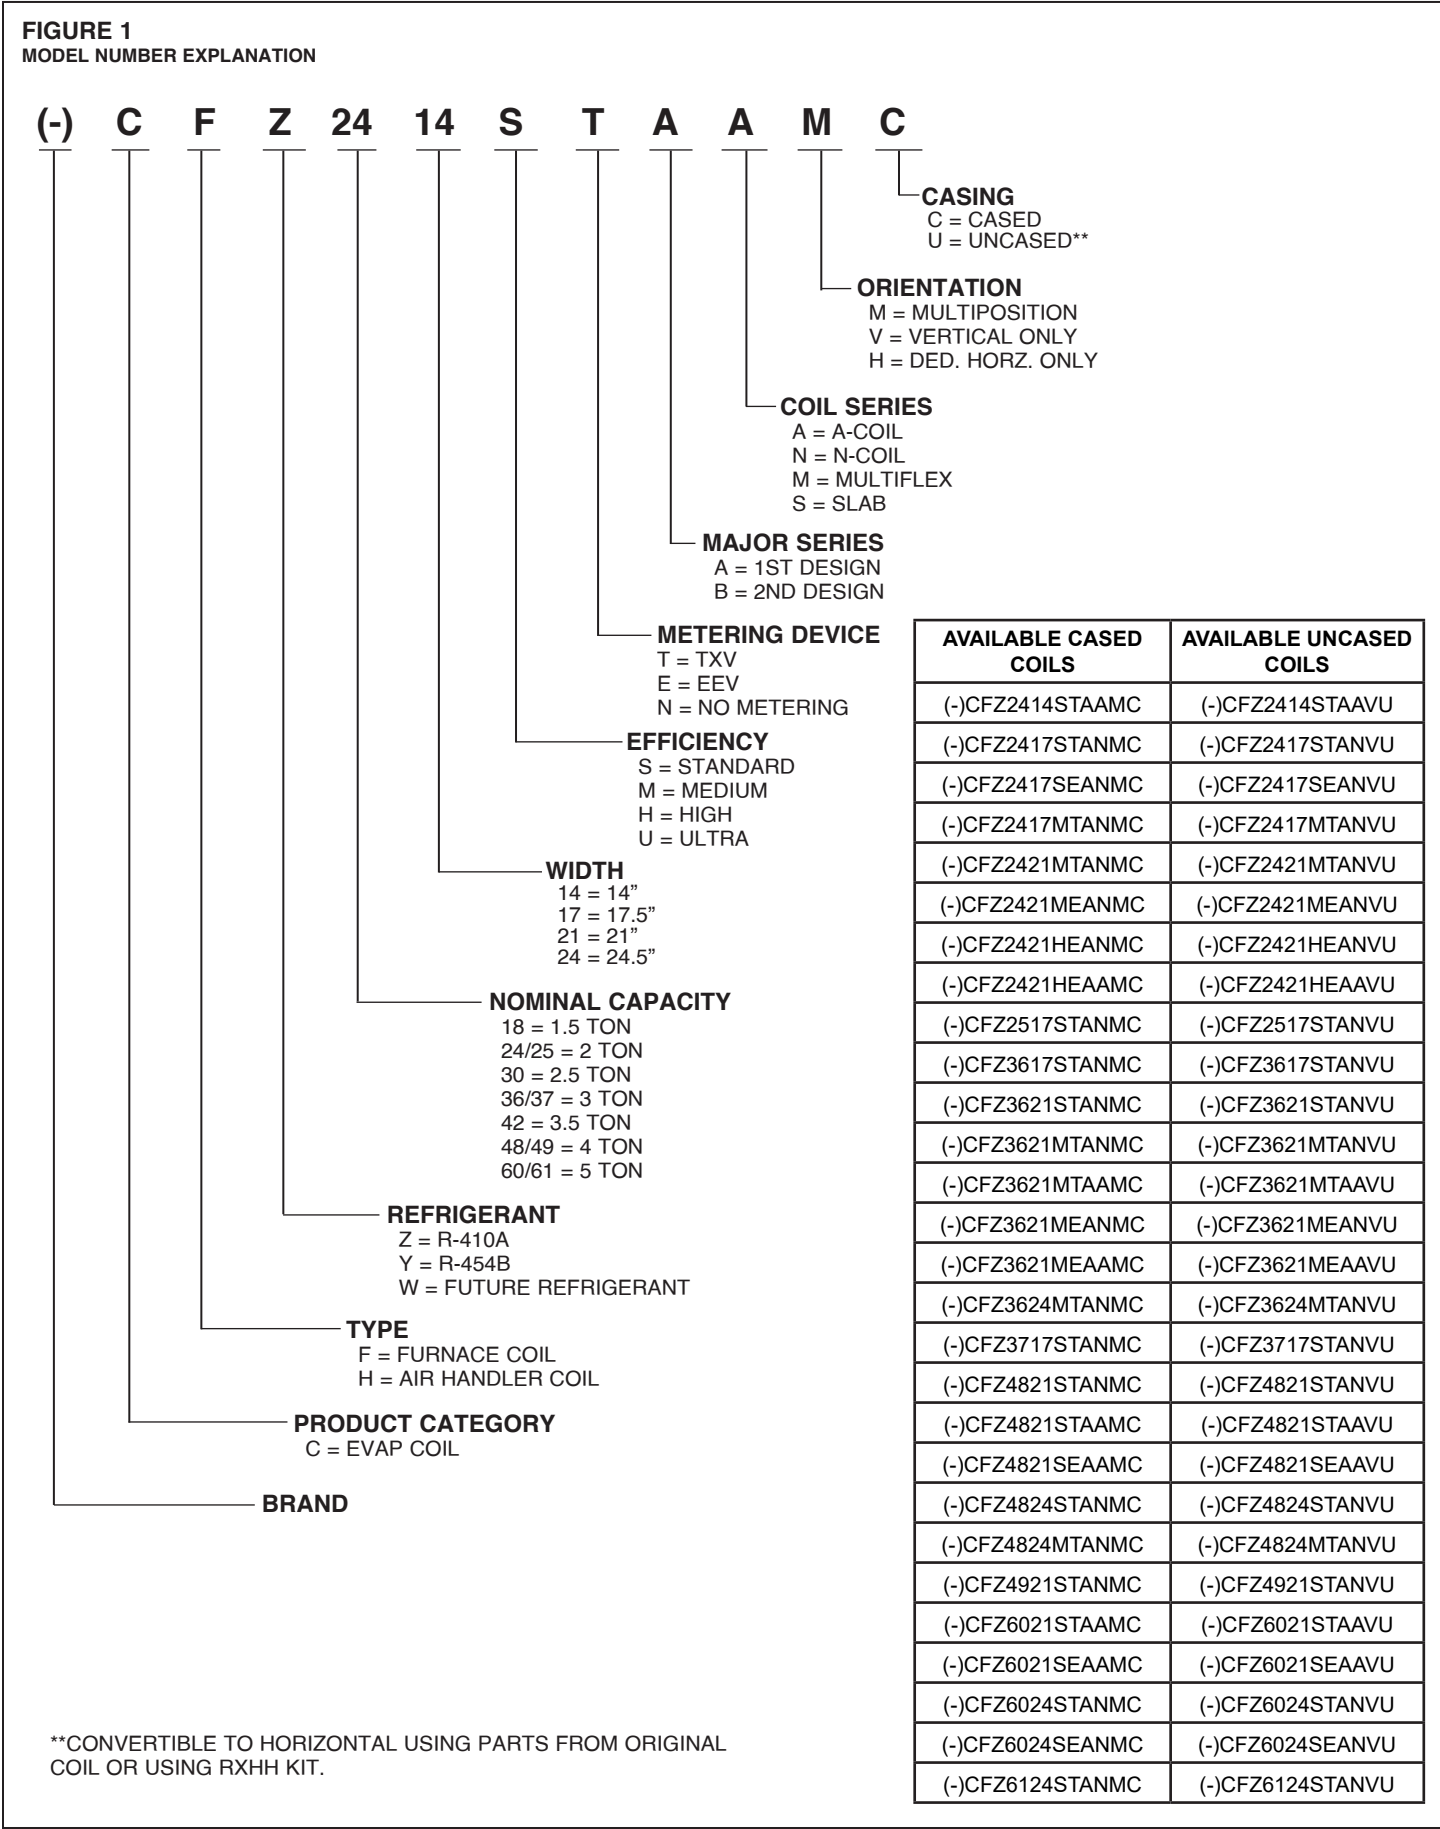 FIGURE 1
MODEL NUMBER EXPLANATION
(-) C F Z 24 14 S T A A M C
CASING
C = CASED
U = UNCASED**
ORIENTATION
M = MULTIPOSITION
V = VERTICAL ONLY
H = DED. HORZ. ONLY
COIL SERIES
A = A-COIL
N = N-COIL
M = MULTIFLEX
S = SLAB
MAJOR SERIES
A = 1ST DESIGN
B = 2ND DESIGN
METERING DEVICE
T = TXV
E = EEV
N = NO METERING
EFFICIENCY
S = STANDARD
M = MEDIUM
H = HIGH
U = ULTRA
WIDTH
14 = 14”
17 = 17.5”
21 = 21”
24 = 24.5”
NOMINAL CAPACITY
18 = 1.5 TON
24/25 = 2 TON
30 = 2.5 TON
36/37 = 3 TON
42 = 3.5 TON
48/49 = 4 TON
60/61 = 5 TON
REFRIGERANT
Z = R-410A
Y = R-454B
W = FUTURE REFRIGERANT
TYPE
F = FURNACE COIL
H = AIR HANDLER COIL
PRODUCT CATEGORY
C = EVAP COIL
BRAND
AVAILABLE CASED COILS AVAILABLE UNCASED COILS
(-)CFZ2414STAAMC (-)CFZ2414STAAVU
(-)CFZ2417STANMC (-)CFZ2417STANVU
(-)CFZ2417SEANMC (-)CFZ2417SEANVU
(-)CFZ2417MTANMC (-)CFZ2417MTANVU
(-)CFZ2421MTANMC (-)CFZ2421MTANVU
(-)CFZ2421MEANMC (-)CFZ2421MEANVU
(-)CFZ2421HEANMC (-)CFZ2421HEANVU
(-)CFZ2421HEAAMC (-)CFZ2421HEAAVU
(-)CFZ2517STANMC (-)CFZ2517STANVU
(-)CFZ3617STANMC (-)CFZ3617STANVU
(-)CFZ3621STANMC (-)CFZ3621STANVU
(-)CFZ3621MTANMC (-)CFZ3621MTANVU
(-)CFZ3621MTAAMC (-)CFZ3621MTAAVU
(-)CFZ3621MEANMC (-)CFZ3621MEANVU
(-)CFZ3621MEAAMC (-)CFZ3621MEAAVU
(-)CFZ3624MTANMC (-)CFZ3624MTANVU
(-)CFZ3717STANMC (-)CFZ3717STANVU
(-)CFZ4821STANMC (-)CFZ4821STANVU
(-)CFZ4821STAAMC (-)CFZ4821STAAVU
(-)CFZ4821SEAAMC (-)CFZ4821SEAAVU
(-)CFZ4824STANMC (-)CFZ4824STANVU
(-)CFZ4824MTANMC (-)CFZ4824MTANVU
(-)CFZ4921STANMC (-)CFZ4921STANVU
(-)CFZ6021STAAMC (-)CFZ6021STAAVU
(-)CFZ6021SEAAMC (-)CFZ6021SEAAVU
(-)CFZ6024STANMC (-)CFZ6024STANVU
(-)CFZ6024SEANMC (-)CFZ6024SEANVU
(-)CFZ6124STANMC (-)CFZ6124STANVU
**CONVERTIBLE TO HORIZONTAL USING PARTS FROM ORIGINAL
COIL OR USING RXHH KIT.